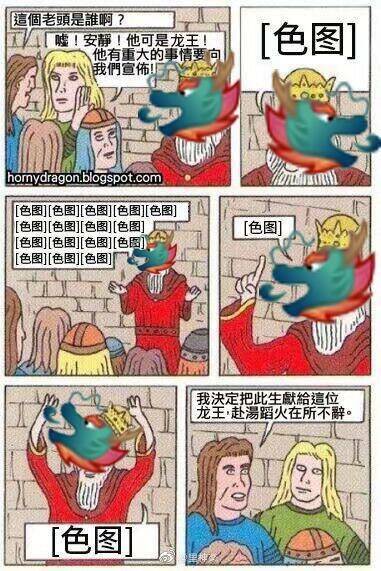 這個老頭是誰啊？
噓！安靜！他可是龙王！
他有重大的事情要向
我們宣佈!!
hornydragon.blogspot.com
[色图]
[色图][色图][色图][色图][色图]
[色图][色图][色图][色图]
[色图][色图][色图][色图]
[色图][色图][色图]
[色图]
[色图]
我決定把此生獻給這位
龙王,赴湯蹈火在所不辭。